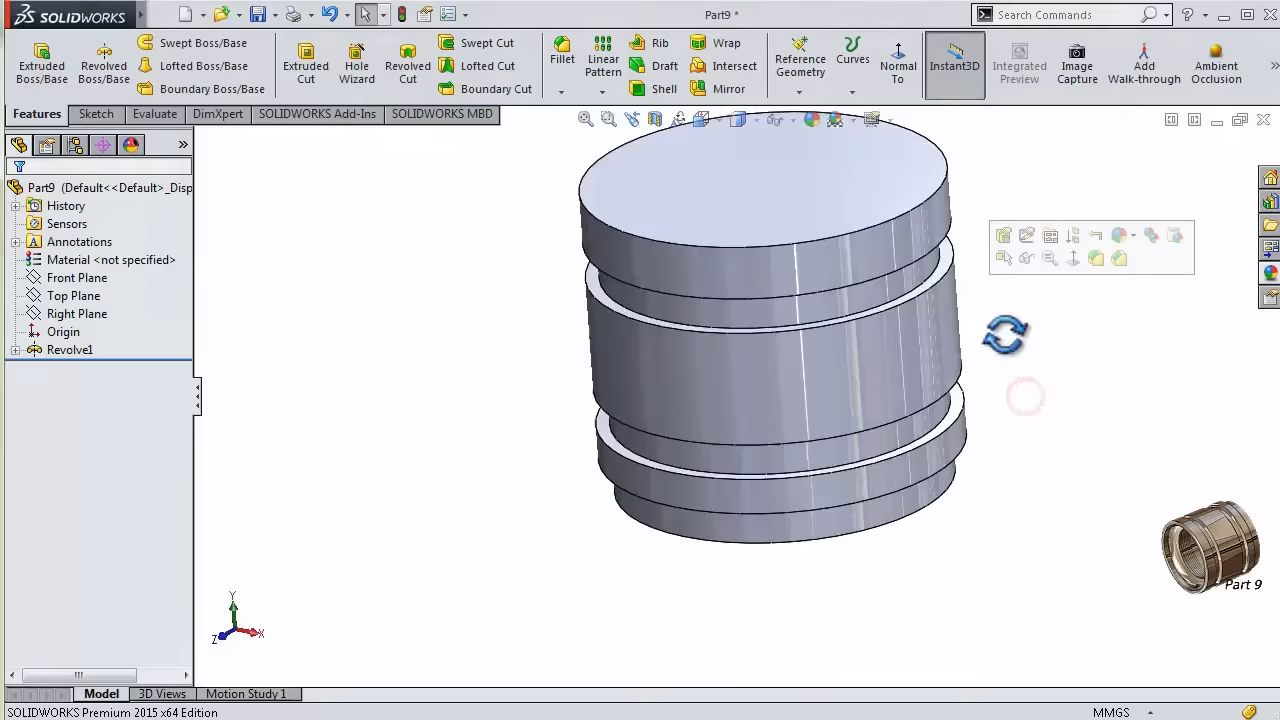 SOLIDWORKS
Part9 *
Search Commands
Extruded Boss/Base
Revolved Boss/Base
Swept Boss/Base
Lofted Boss/Base
Boundary Boss/Base
Extruded Cut
Hole Wizard
Revolved Cut
Swept Cut
Lofted Cut
Boundary Cut
Fillet
Linear Pattern
Rib
Draft
Shell
Wrap
Intersect
Mirror
Reference Geometry
Curves
Normal To
Instant3D
Integrated Preview
Image Capture
Add Walk-through
Ambient Occlusion
Features
Sketch
Evaluate
DimXpert
SOLIDWORKS Add-Ins
SOLIDWORKS MBD
Part9 (Default<<Default>_Disp
History
Sensors
Annotations
Material <not specified>
Front Plane
Top Plane
Right Plane
Origin
Revolve1
Y
Z
X
Part 9
Model
3D Views
Motion Study 1
SOLIDWORKS Premium 2015 x64 Edition
MMGS